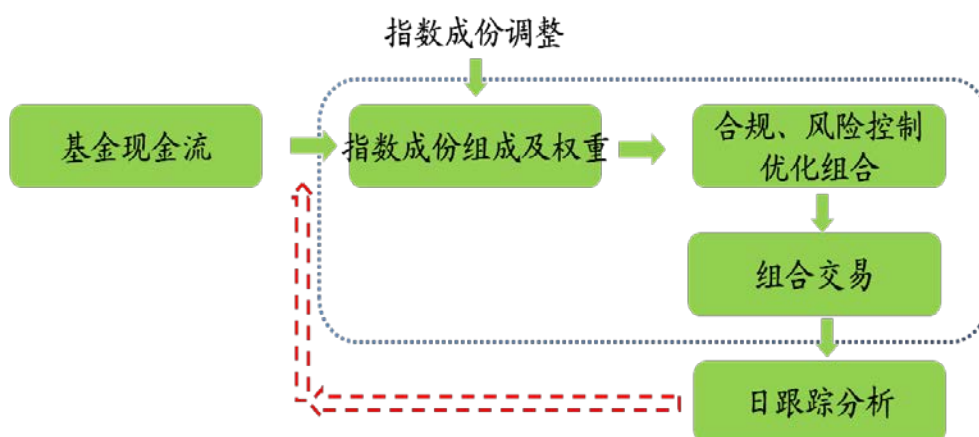 指数成份调整
基金现金流
指数成份组成及权重
合规、风险控制
优化组合
组合交易
日跟踪分析